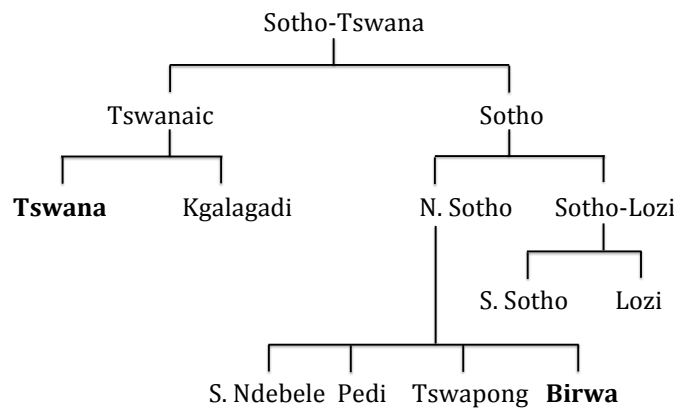 Sotho-Tswana
Tswanaic Sotho
Tswana Kgalagadi N. Sotho Sotho-Lozi
S. Sotho Lozi
S. Ndebele Pedi Tswapong Birwa